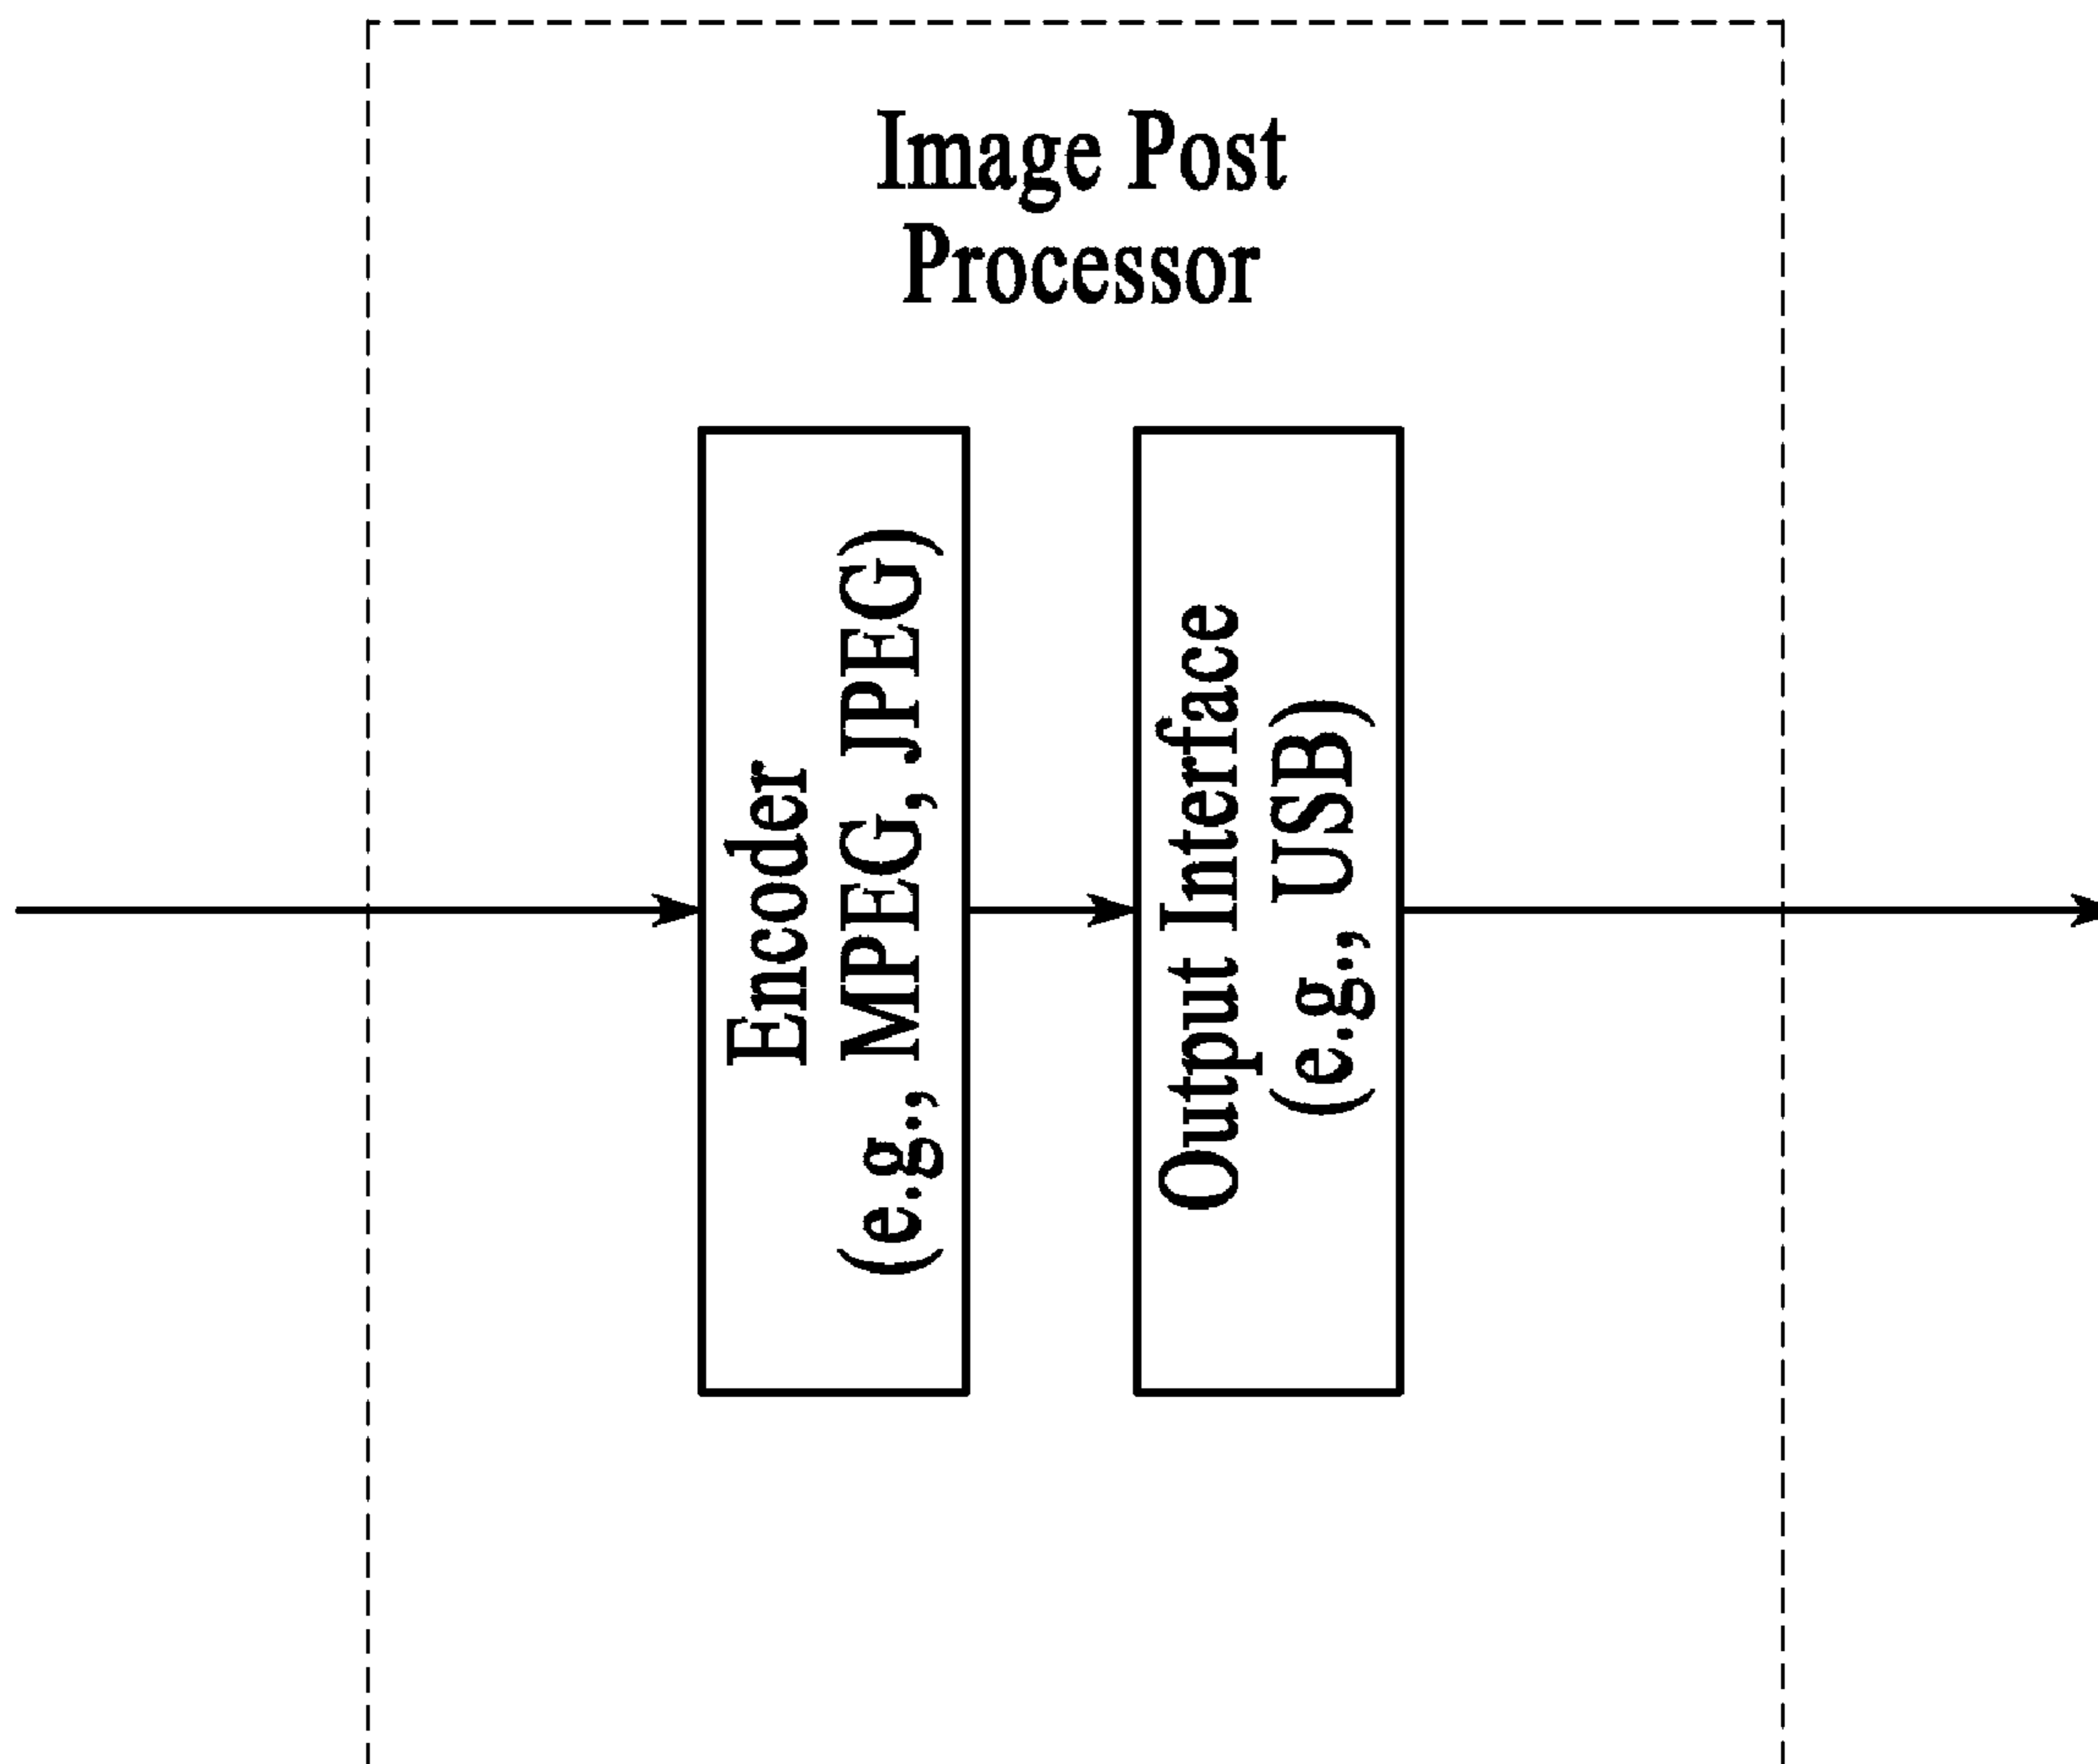 Image Post
Processor
Encoder
(e.g., MPEG, JPEG)
Output Interface
(e.g., USB)